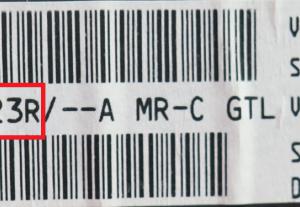 23R/--A MR-C GTL V